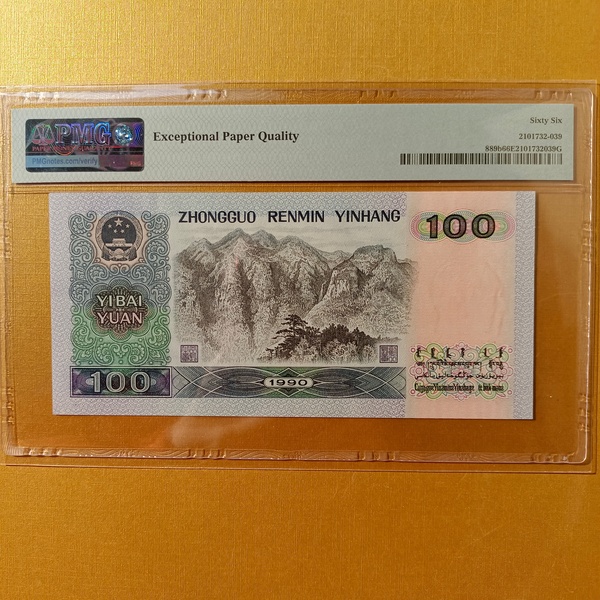 PMG
PMGnotes.com/verify
Exceptional Paper Quality
Sixty Six
2101732-039
889b66E2101732039G
ZHONGGUO RENMIN YINHANG
100
YIBAI
YUAN
100
1990